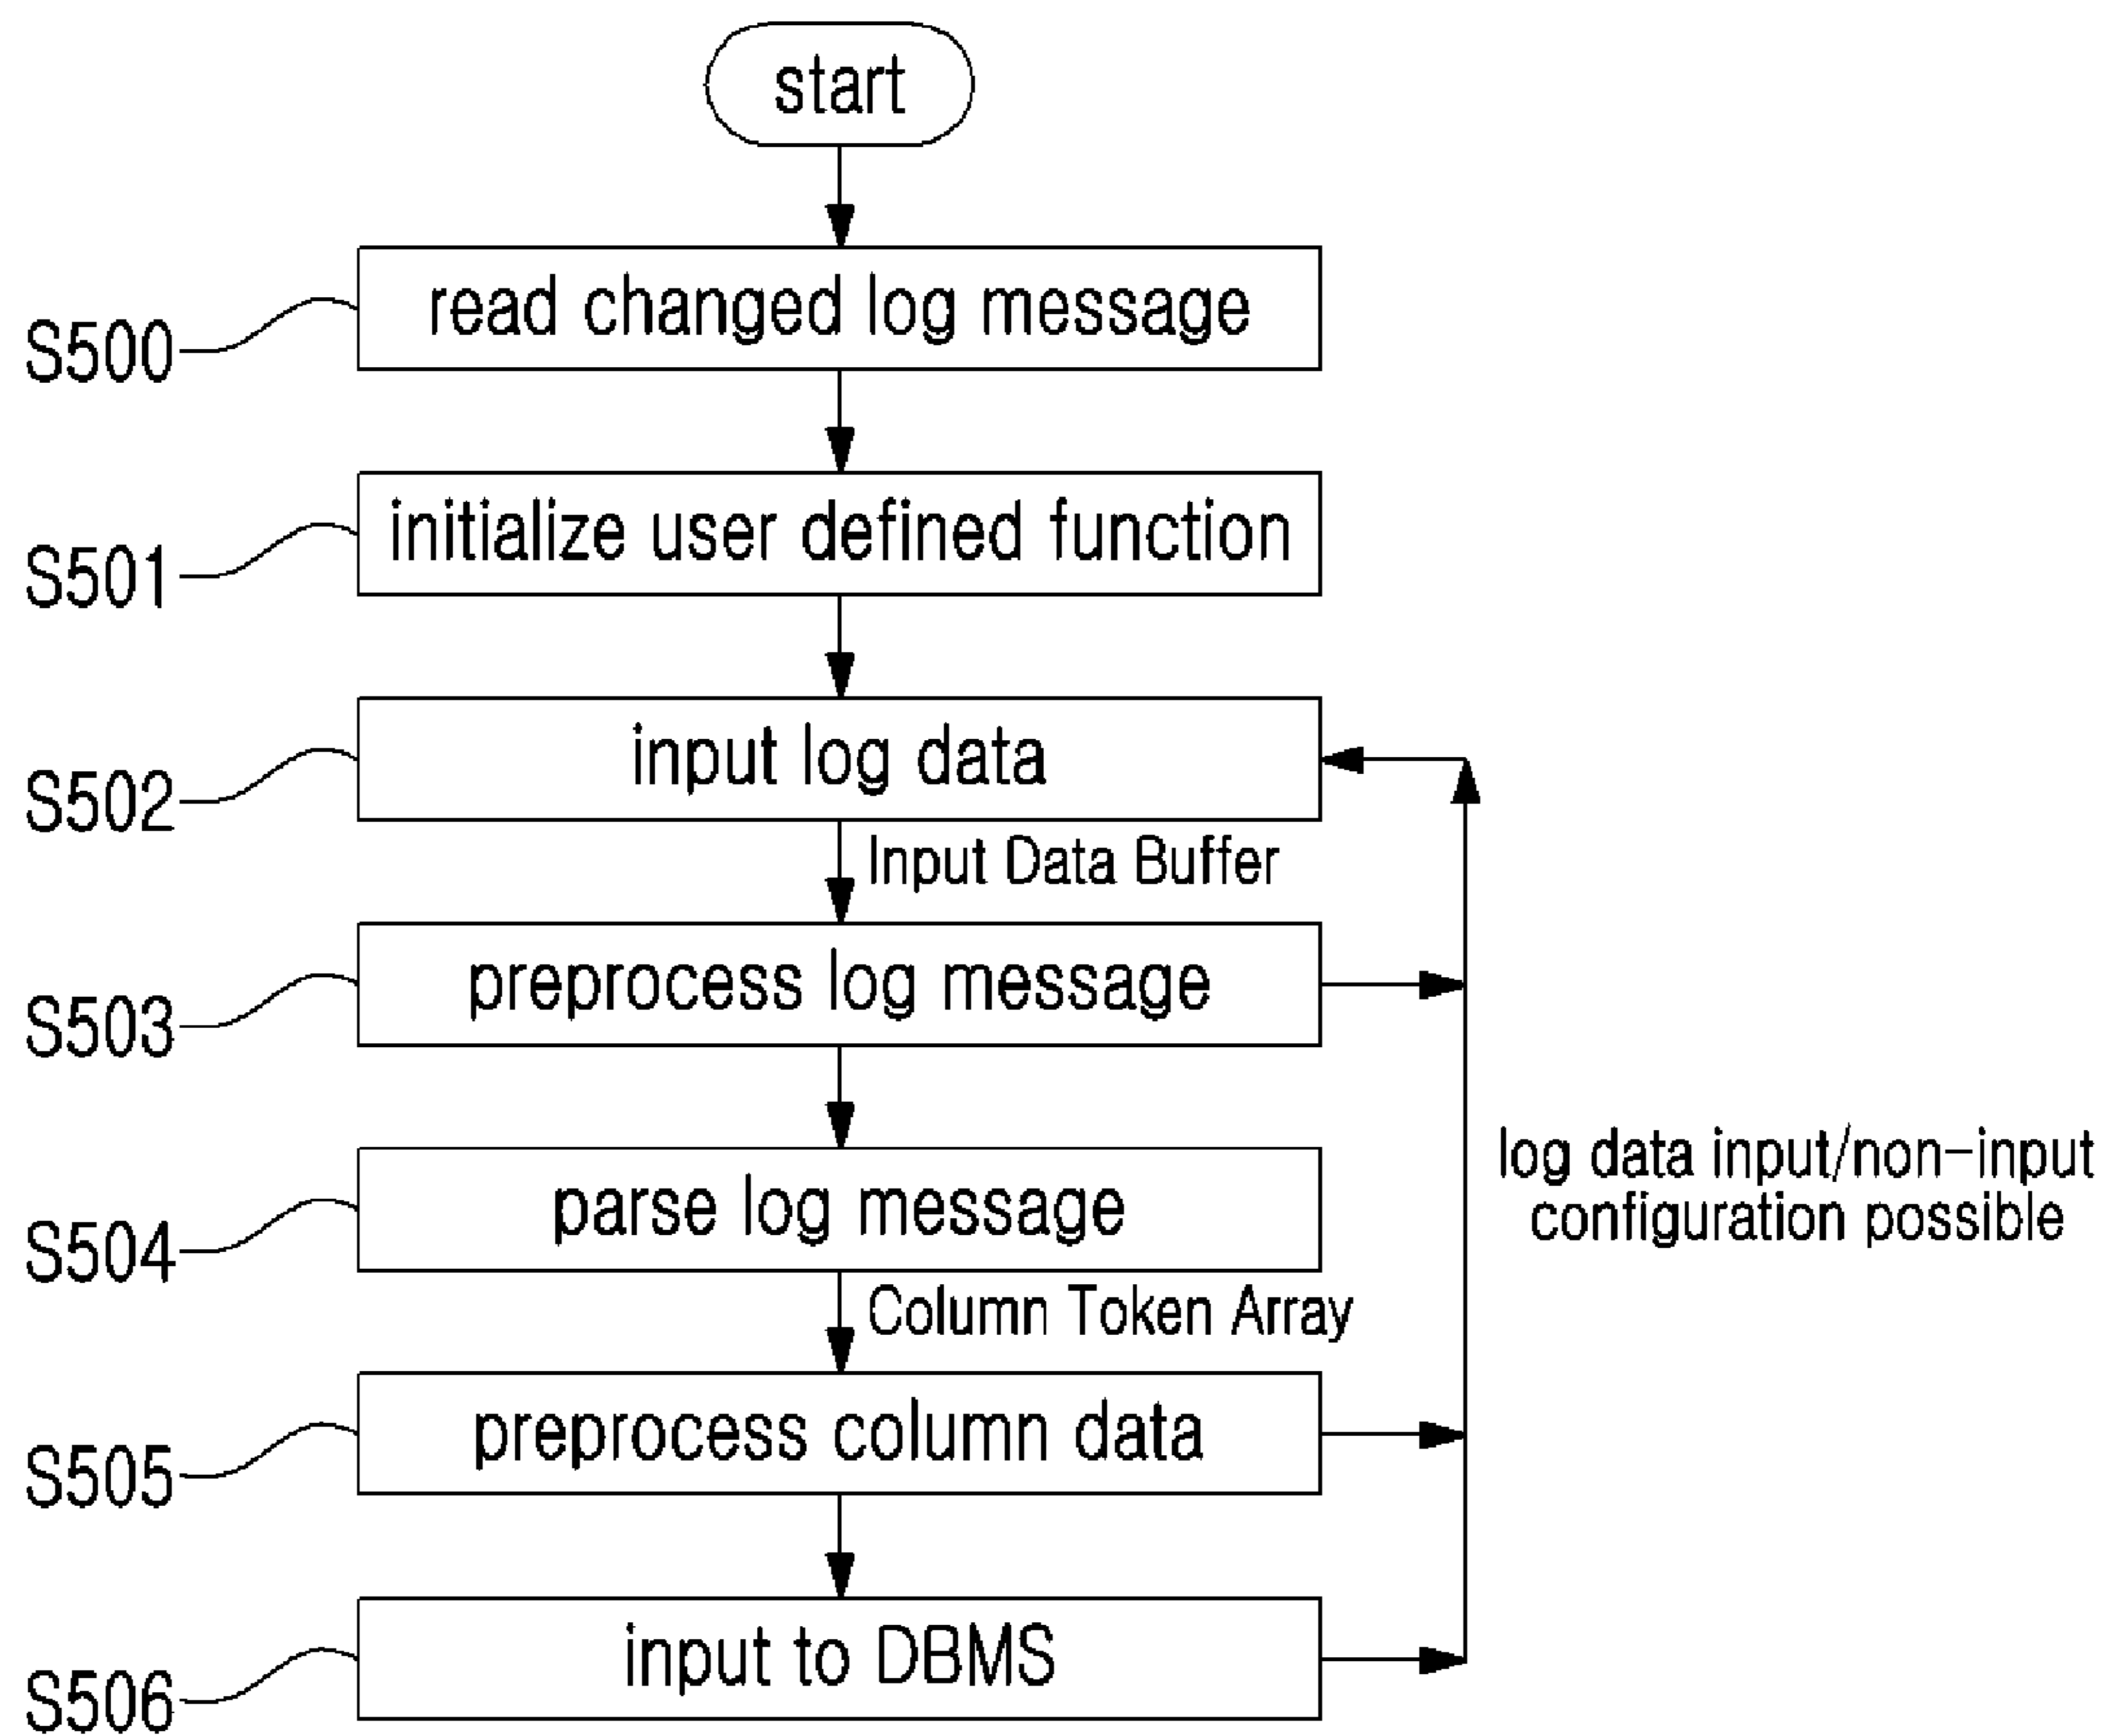 start
S500
read changed log message
S501
initialize user defined function
S502
input log data
Input Data Buffer
S503
preprocess log message
S504
parse log message
log data input/non-input
configuration possible
Column Token Array
S505
preprocess column data
S506
input to DBMS